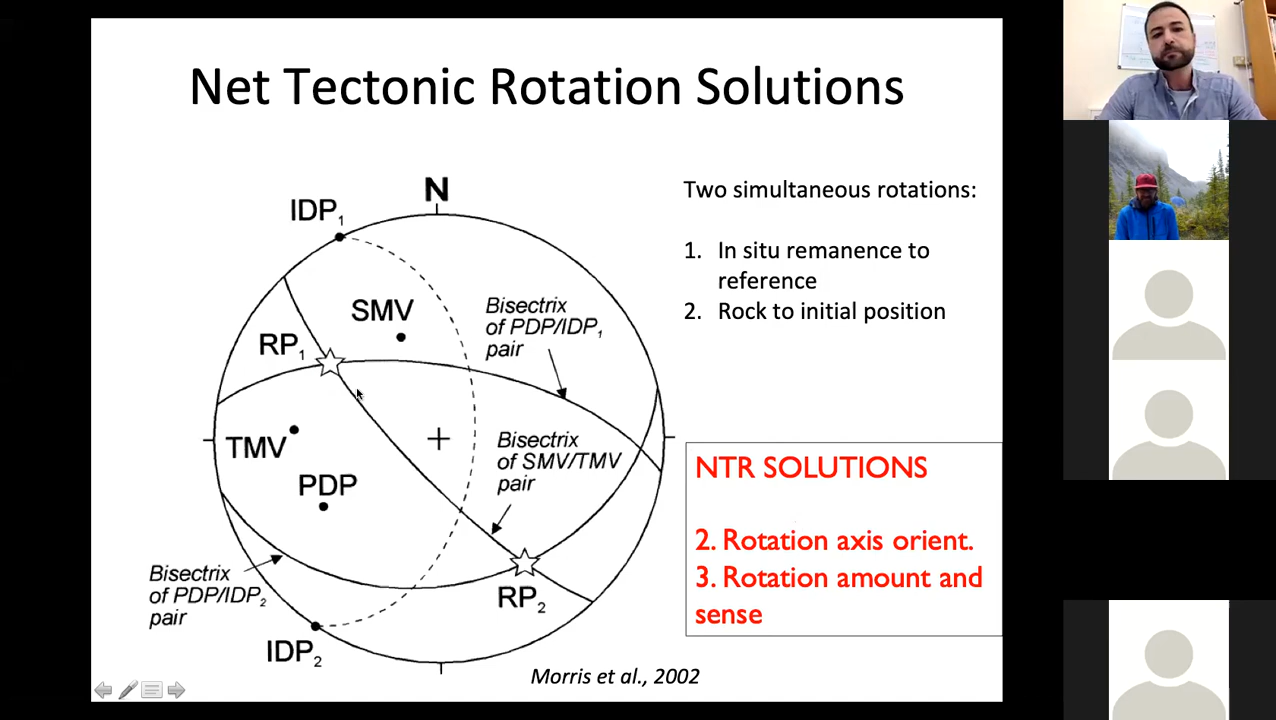 Net Tectonic Rotation Solutions
N
IDP1
SMV
RP1
Bisectrix
of PDP/IDP1
pair
TMV
PDP
Bisectrix
of SMV/TMV
pair
Bisectrix
of PDP/IDP2
pair
RP2
IDP2
Morris et al., 2002
Two simultaneous rotations:
1. In situ remanence to
reference
2. Rock to initial position
NTR SOLUTIONS
2. Rotation axis orient.
3. Rotation amount and
sense